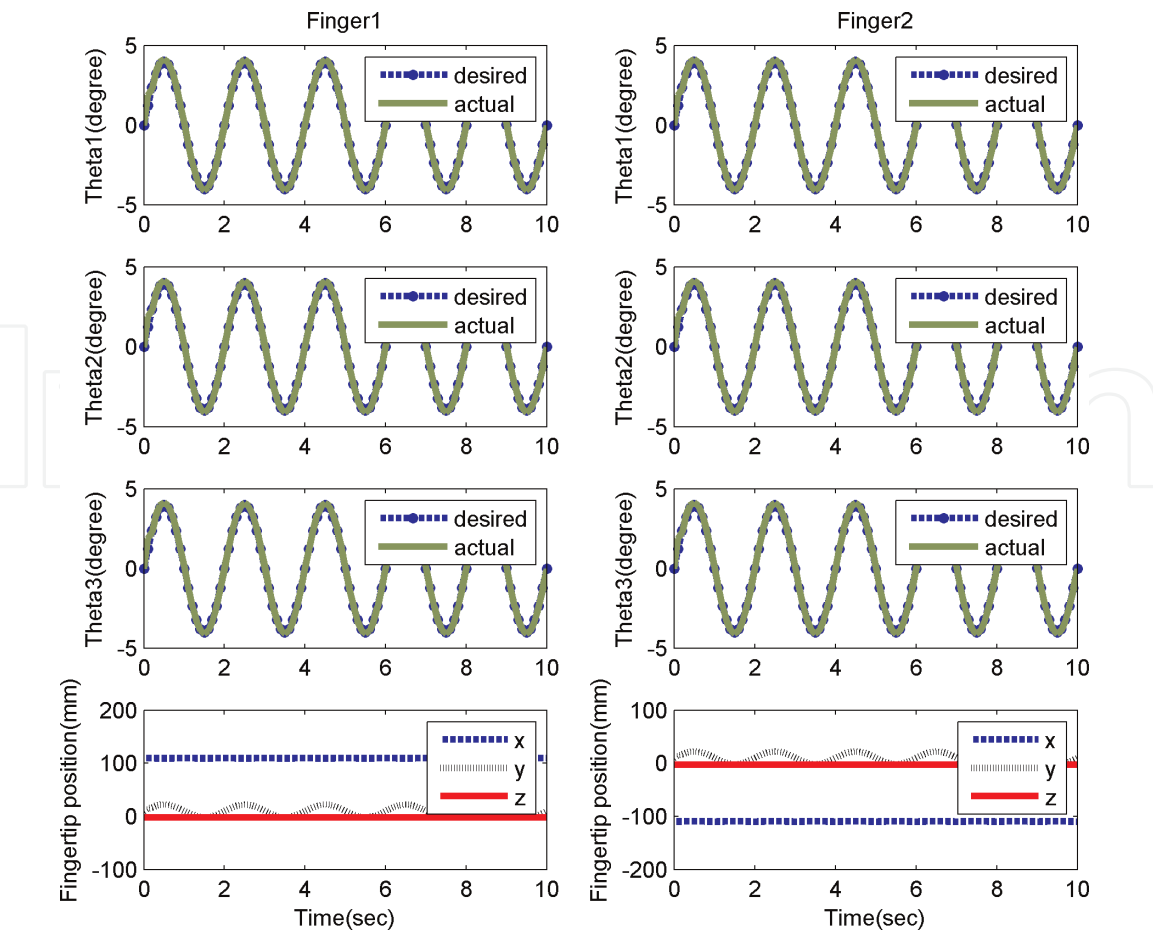 Finger1
Finger2
Theta1(degree)
5
0
-5
desired
actual
0 2 4 6 8 10
Theta1(degree)
5
0
-5
desired
actual
0 2 4 6 8 10
Theta2(degree)
5
0
-5
desired
actual
0 2 4 6 8 10
Theta2(degree)
5
0
-5
desired
actual
0 2 4 6 8 10
Theta3(degree)
5
0
-5
desired
actual
0 2 4 6 8 10
Theta3(degree)
5
0
-5
desired
actual
0 2 4 6 8 10
Fingertip position(mm)
200
100
0
-100
x
y
z
0 2 4 6 8 10
Time(sec)
Fingertip position(mm)
100
0
-100
-200
x
y
z
0 2 4 6 8 10
Time(sec)